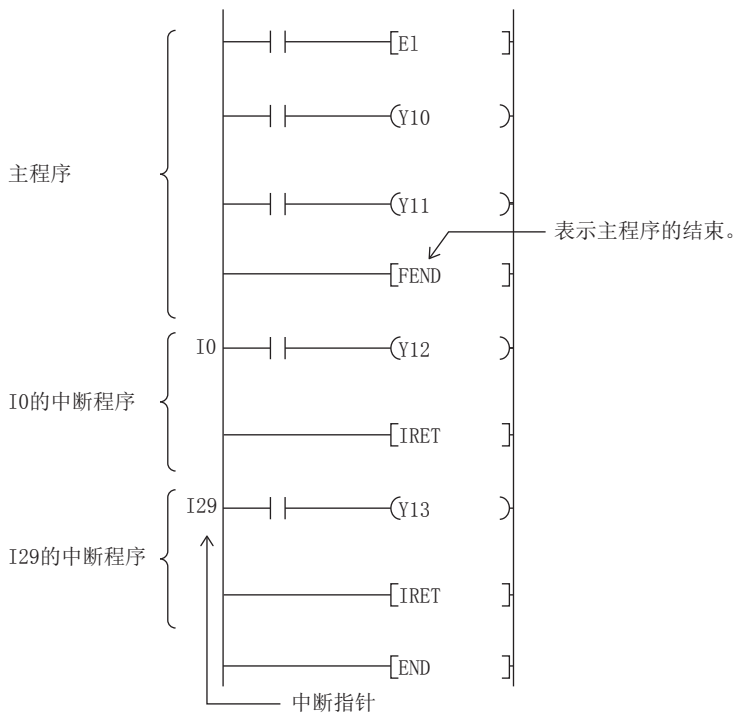 E1
Y10
主程序
Y11
表示主程序的结束。
FEND
I0
Y12
I0的中断程序
IRET
I29
Y13
I29的中断程序
IRET
END
中断指针